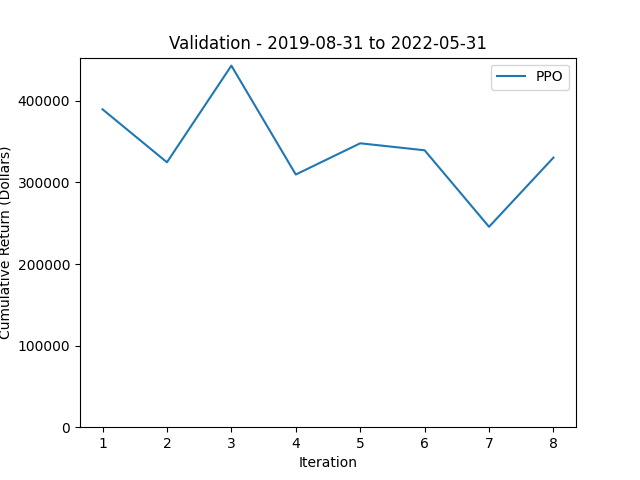 Validation - 2019-08-31 to 2022-05-31
PPO
Cumulative Return (Dollars)
400000
300000
200000
100000
0
1 2 3 4 5 6 7 8
Iteration